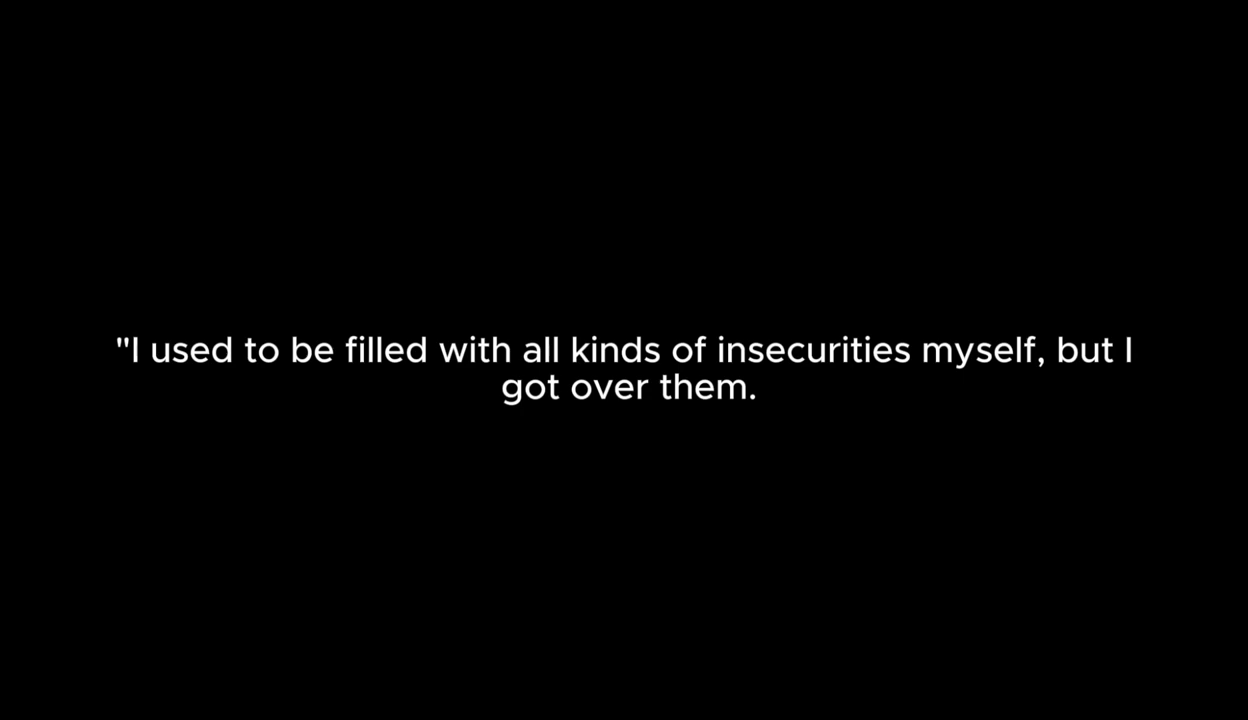 "I used to be filled with all kinds of insecurities myself, but I
got over them.